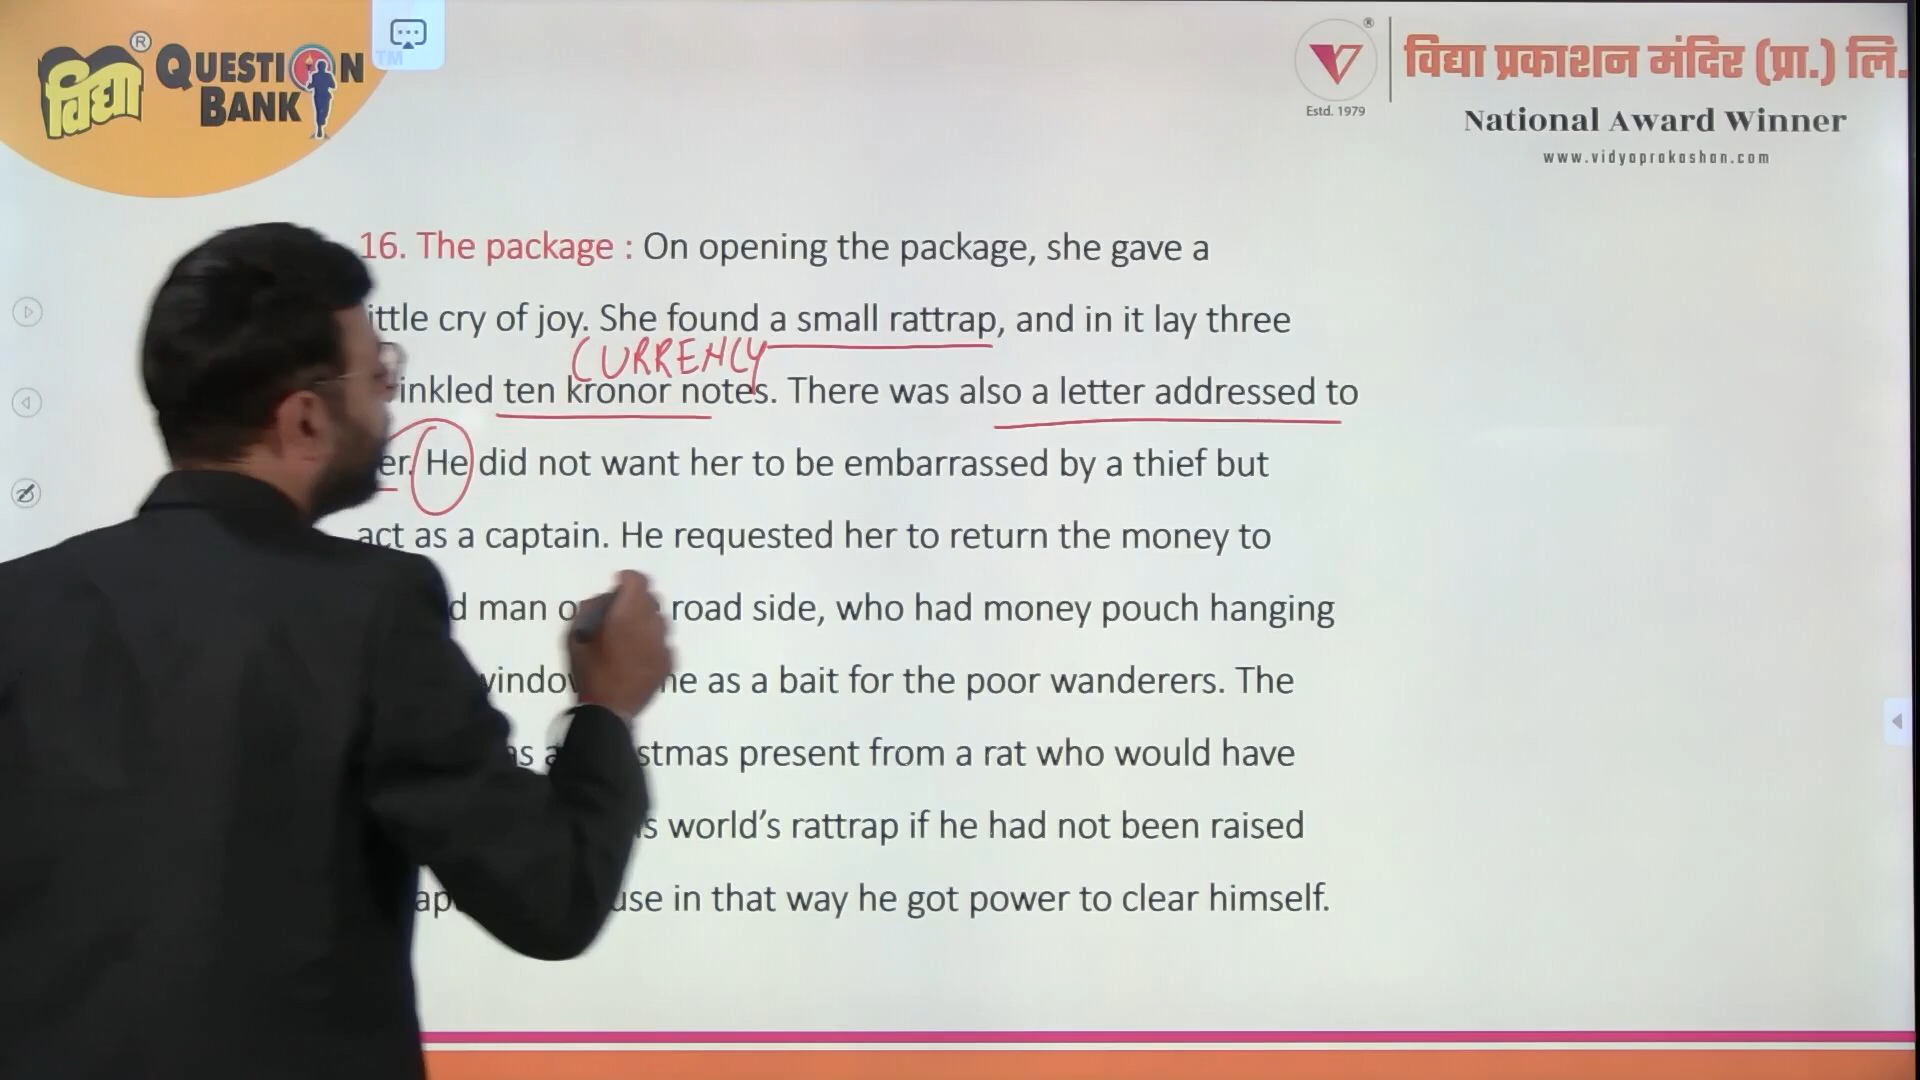 विद्या ®
QUESTION
BANK
TM
®
Estd. 1979
विद्या प्रकाशन मंदिर (प्रा.) लि.
National Award Winner
www.vidyaprakashan.com
16. The package : On opening the package, she gave a
ittle cry of joy. She found a small rattrap, and in it lay three
CURRENCY
inkled ten kronor notes. There was also a letter addressed to
er. He did not want her to be embarrassed by a thief but
act as a captain. He requested her to return the money to
d man road side, who had money pouch hanging
as a bait for the poor wanderers. The
stmas present from a rat who would have
s world's rattrap if he had not been raised
use in that way he got power to clear himself.